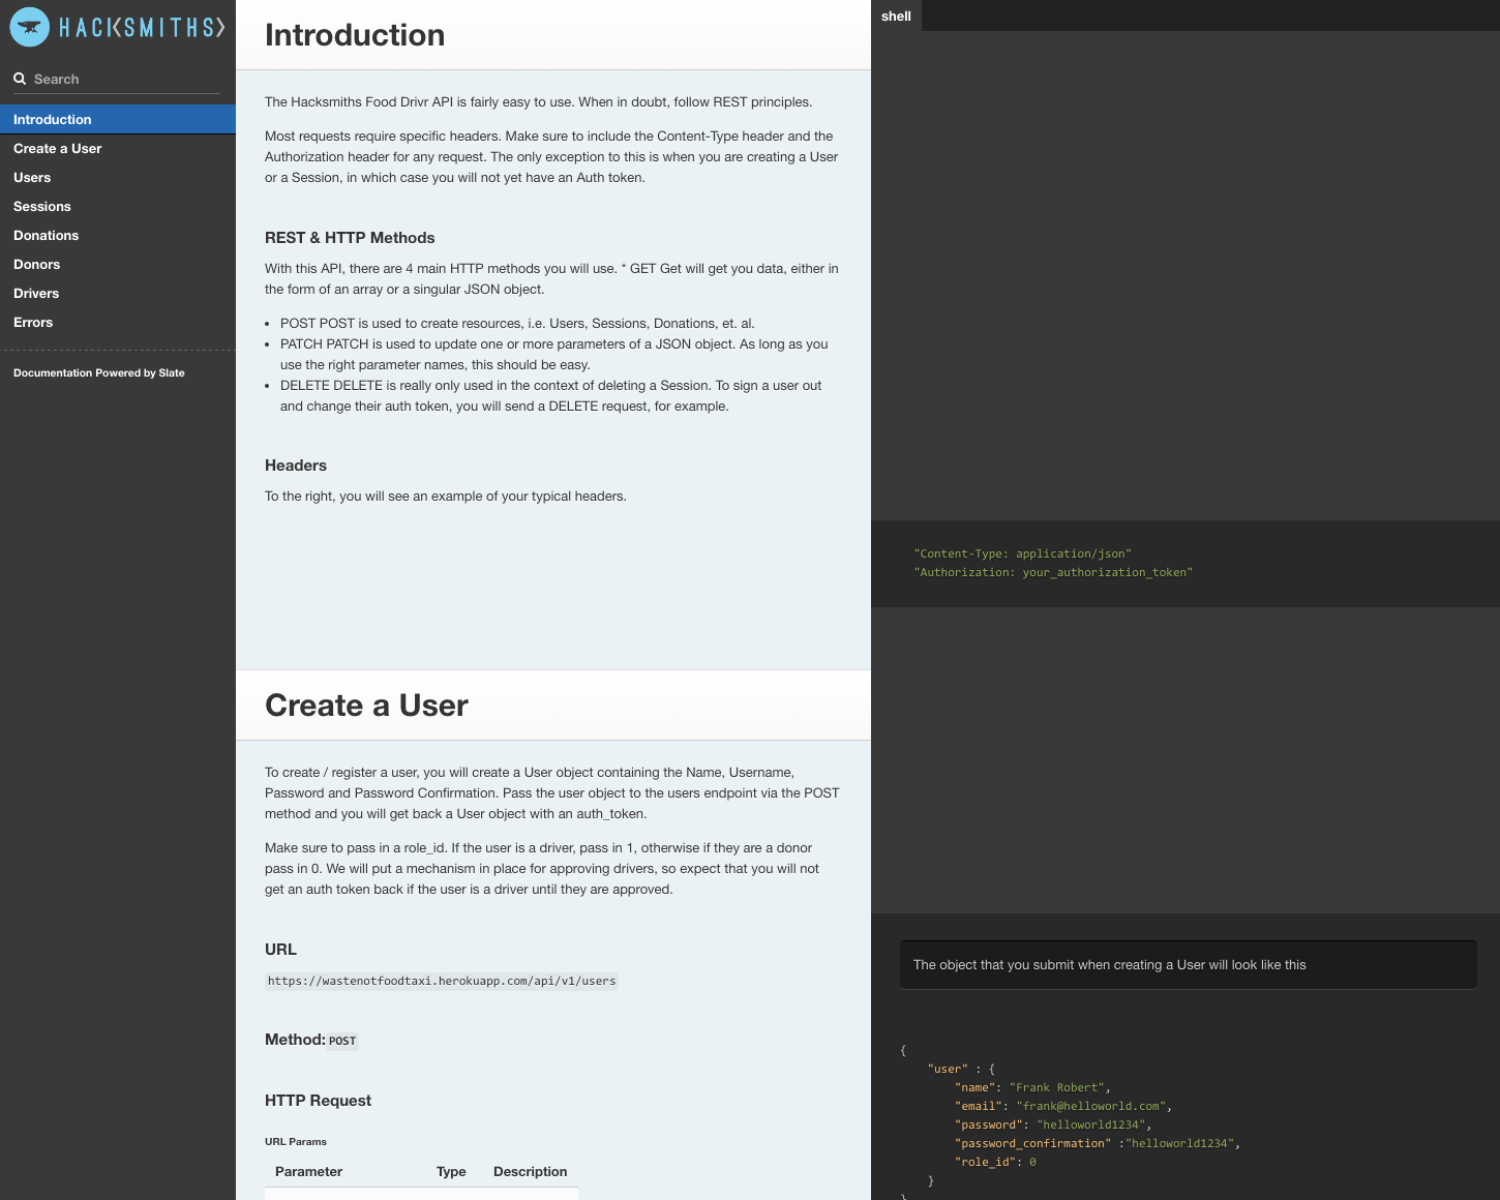 HACKSMITHS>
Search
Introduction
Create a User
Users
Sessions
Donations
Donors
Drivers
Errors
Documentation Powered by Slate
Introduction
The Hacksmiths Food Drivr API is fairly easy to use. When in doubt, follow REST principles.
Most requests require specific headers. Make sure to include the Content-Type header and the
Authorization header for any request. The only exception to this is when you are creating a User
or a Session, in which case you will not yet have an Auth token.
REST & HTTP Methods
With this API, there are 4 main HTTP methods you will use. * GET Get will get you data, either in
the form of an array or a singular JSON object.
• POST POST is used to create resources, i.e. Users, Sessions, Donations, et. al.
• PATCH PATCH is used to update one or more parameters of a JSON object. As long as you
use the right parameter names, this should be easy.
• DELETE DELETE is really only used in the context of deleting a Session. To sign a user out
and change their auth token, you will send a DELETE request, for example.
Headers
To the right, you will see an example of your typical headers.
Create a User
To create / register a user, you will create a User object containing the Name, Username,
Password and Password Confirmation. Pass the user object to the users endpoint via the POST
method and you will get back a User object with an auth_token.
Make sure to pass in a role_id. If the user is a driver, pass in 1, otherwise if they are a donor
pass in 0. We will put a mechanism in place for approving drivers, so expect that you will not
get an auth token back if the user is a driver until they are approved.
URL
https://wastenotfoodtaxi.herokuapp.com/api/v1/users
Method: POST
HTTP Request
URL Params
Parameter Type Description
shell
"Content-Type: application/json"
"Authorization: your_authorization_token"
The object that you submit when creating a User will look like this
{
"user" : {
"name": "Frank Robert",
"email": "frank@helloworld.com",
"password": "helloworld1234",
"password_confirmation" :"helloworld1234",
"role_id": 0
}
}